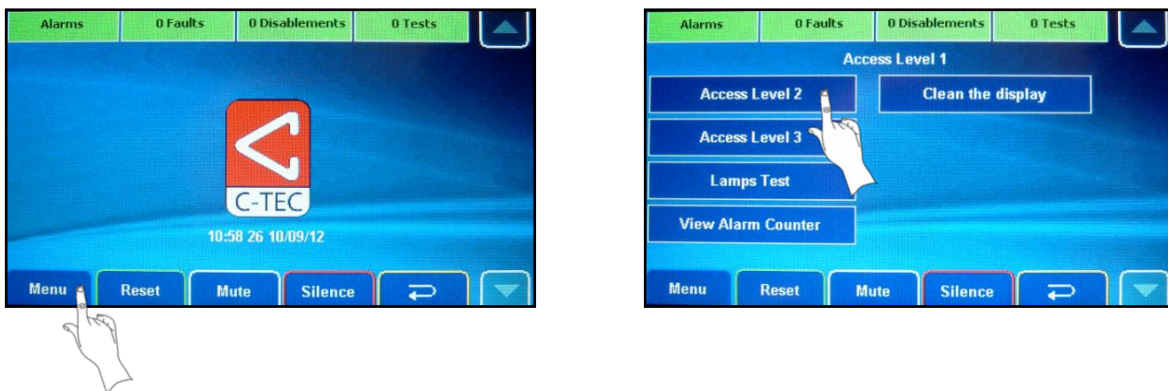 Alarms 0 Faults 0 Disablements 0 Tests
C-TEC
10:58 26 10/09/12
Menu Reset Mute Silence
Alarms 0 Faults 0 Disablements 0 Tests
Access Level 1
Access Level 2 Clean the display
Access Level 3
Lamps Test
View Alarm Counter
Menu Reset Mute Silence